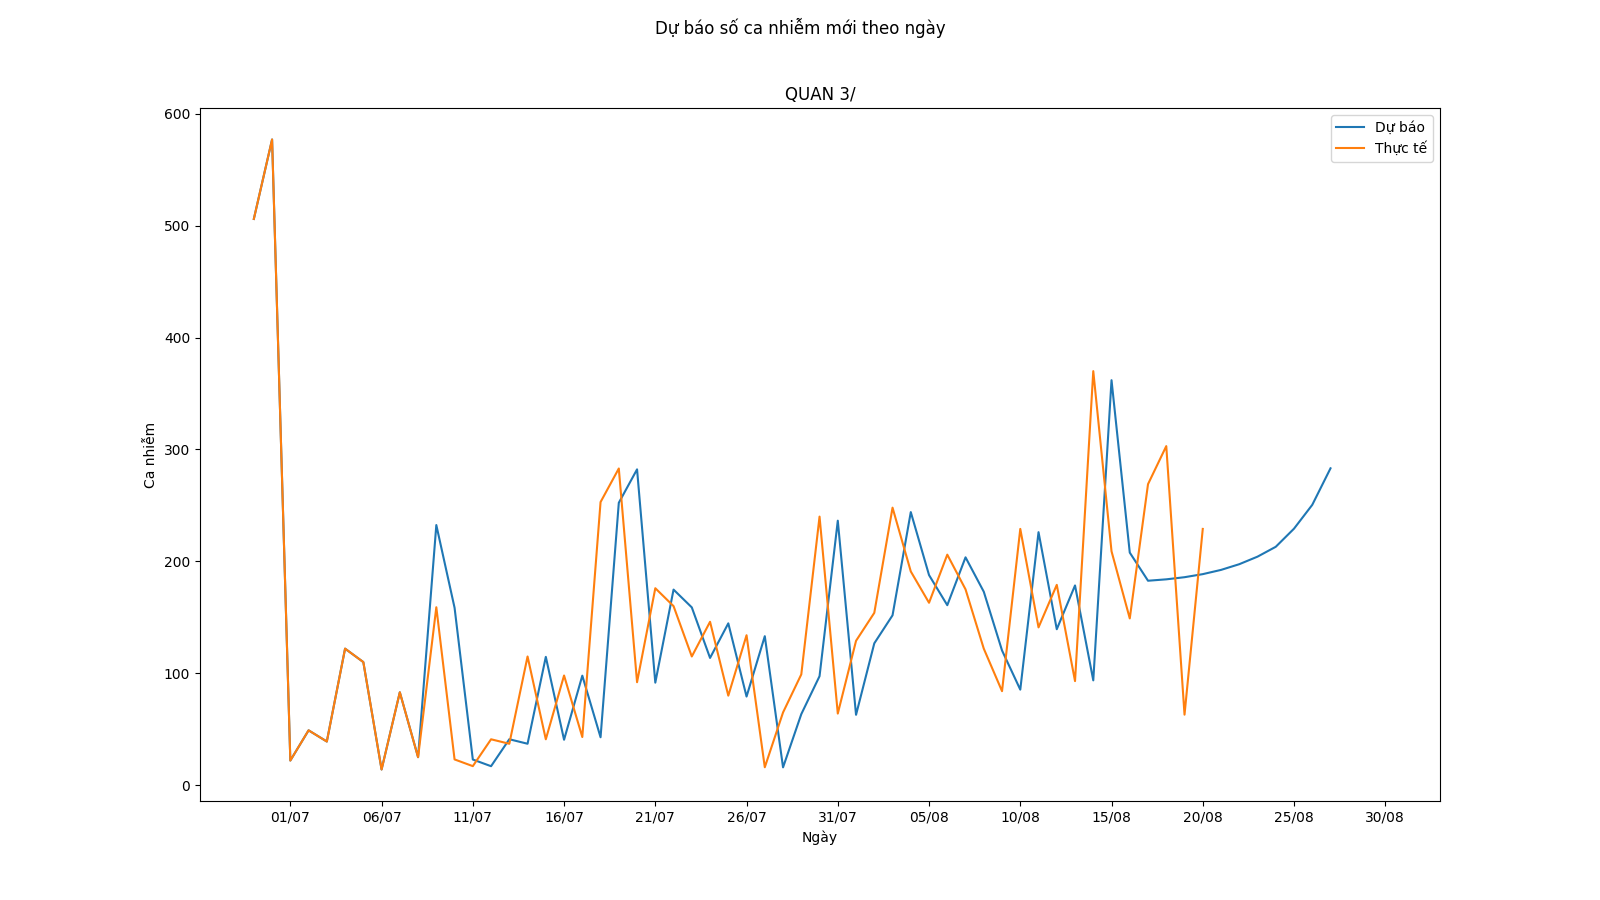 Dự báo số ca nhiễm mới theo ngày
QUAN 3/
Dự báo
Thực tế
600
500
400
300
200
100
0
Ca nhiễm
01/07 06/07 11/07 16/07 21/07 26/07 31/07 05/08 10/08 15/08 20/08 25/08 30/08
Ngày